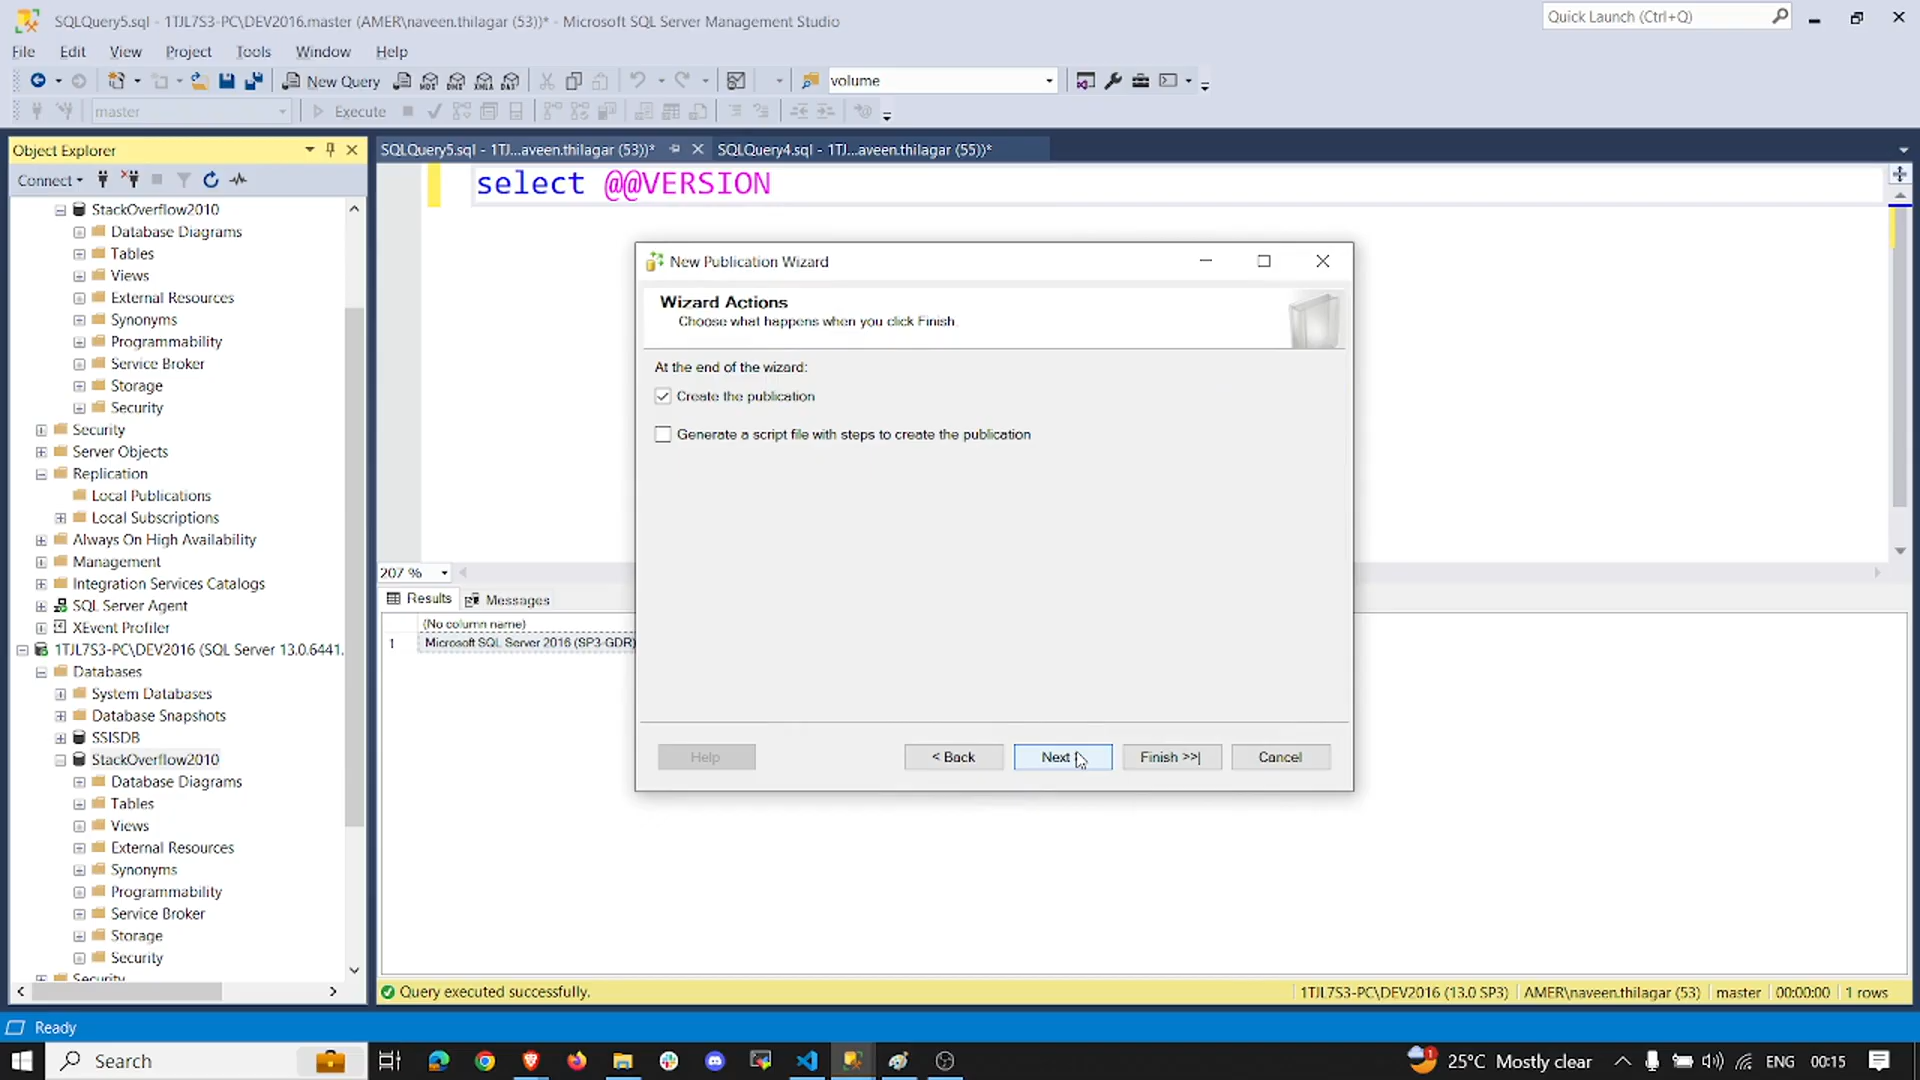 SQLQuery5.sql - 1TJL7S3-PC\DEV2016.master (AMER\naveen.thilagar (53))* - Microsoft SQL Server Management Studio
Quick Launch (Ctrl+Q)
File Edit View Project Tools Window Help
New Query
volume
master
Execute
Object Explorer
SQLQuery5.sql - 1TJ...aveen.thilagar (53))*
SQLQuery4.sql - 1TJ...aveen.thilagar (55))*
Connect
select @@VERSION
StackOverflow2010
Database Diagrams
Tables
Views
External Resources
Synonyms
Programmability
Service Broker
Storage
Security
Security
Server Objects
Replication
Local Publications
Local Subscriptions
Always On High Availability
Management
Integration Services Catalogs
SQL Server Agent
XEvent Profiler
1TJL7S3-PC\DEV2016 (SQL Server 13.0.6441.
Databases
System Databases
Database Snapshots
SSISDB
StackOverflow2010
Database Diagrams
Tables
Views
External Resources
Synonyms
Programmability
Service Broker
Storage
Security
Security
New Publication Wizard
Wizard Actions
Choose what happens when you click Finish.
At the end of the wizard:
Create the publication
Generate a script file with steps to create the publication
Help
< Back
Next
Finish >>|
Cancel
207 %
Results
Messages
(No column name)
1 Microsoft SQL Server 2016 (SP3-GDR)
Query executed successfully.
1TJL7S3-PC\DEV2016 (13.0 SP3)
AMER\naveen.thilagar (53)
master
00:00:00
1 rows
Ready
Search
1
25°C Mostly clear
ENG
00:15